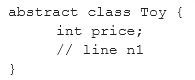 abstract class Toy {
int price;
// line n1
}